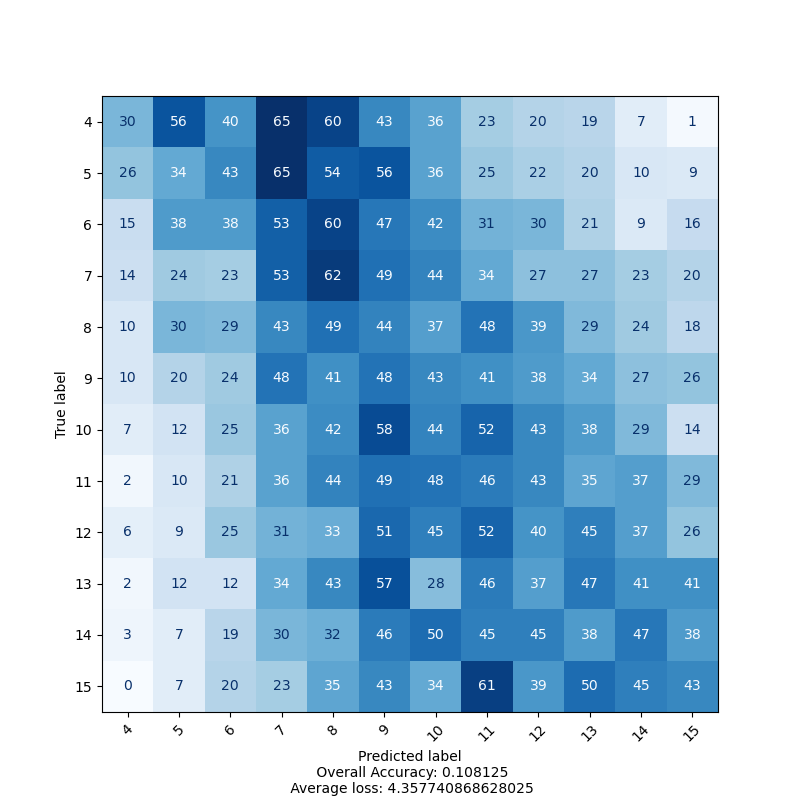 4 30 56 40 65 60 43 36 23 20 19 7 1
5 26 34 43 65 54 56 36 25 22 20 10 9
6 15 38 38 53 60 47 42 31 30 21 9 16
7 14 24 23 53 62 49 44 34 27 27 23 20
8 10 30 29 43 49 44 37 48 39 29 24 18
True label
9 10 20 24 48 41 48 43 41 38 34 27 26
10 7 12 25 36 42 58 44 52 43 38 29 14
11 2 10 21 36 44 49 48 46 43 35 37 29
12 6 9 25 31 33 51 45 52 40 45 37 26
13 2 12 12 34 43 57 28 46 37 47 41 41
14 3 7 19 30 32 46 50 45 45 38 47 38
15 0 7 20 23 35 43 34 61 39 50 45 43
4 5 6 7 8 9 10 11 12 13 14 15
Predicted label
Overall Accuracy: 0.108125
Average loss: 4.357740868628025